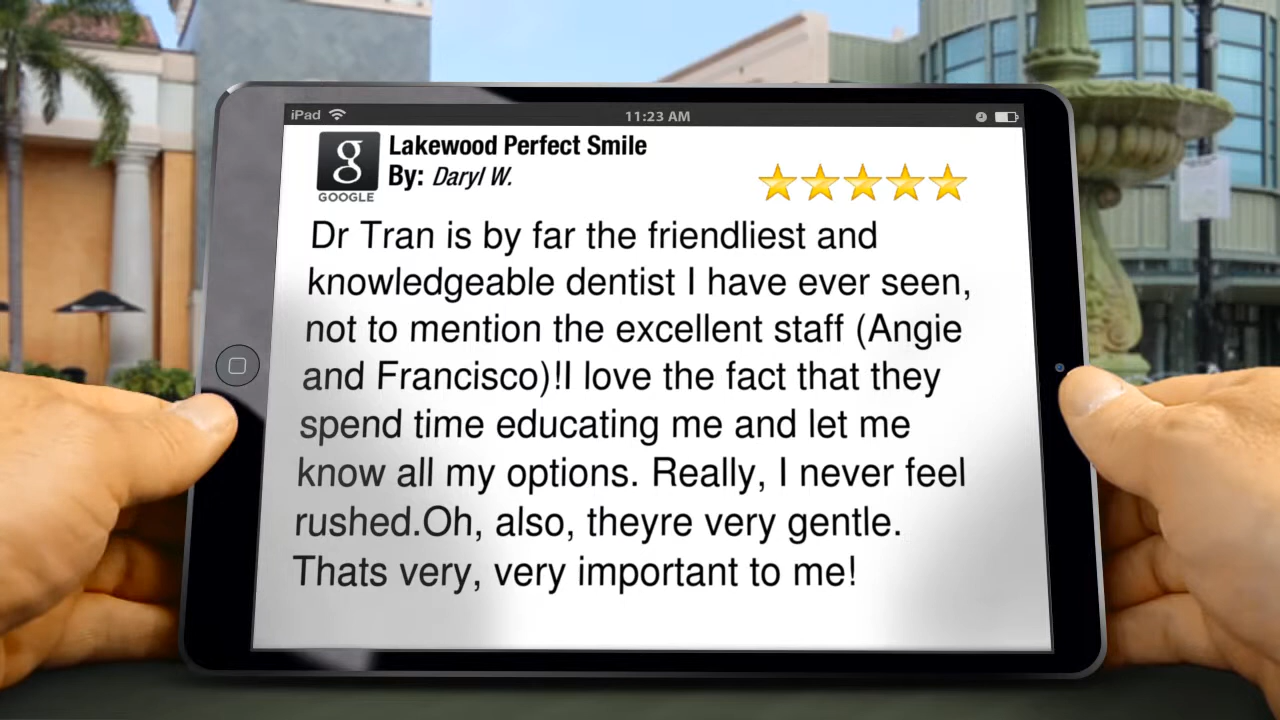 iPad
11:23 AM
g
GOOGLE
Lakewood Perfect Smile
By: Daryl W.
Dr Tran is by far the friendliest and
knowledgeable dentist I have ever seen,
not to mention the excellent staff (Angie
and Francisco)!I love the fact that they
spend time educating me and let me
know all my options. Really, I never feel
rushed.Oh, also, theyre very gentle.
Thats very, very important to me!